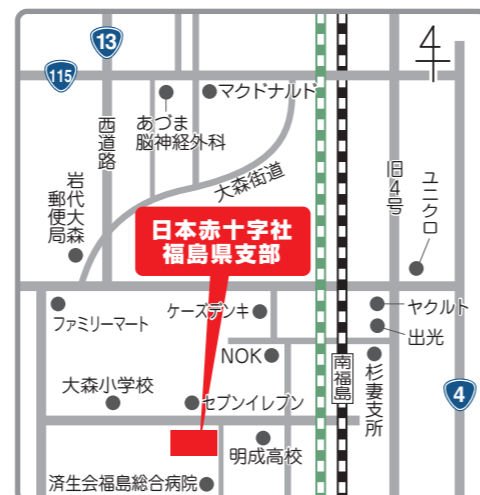 13
115
マクドナルド
あづま
脳神経外科
西道路
大森街道
岩代大森
郵便局
旧4号
ユニクロ
日本赤十字社
福島県支部
ファミリーマート
ケーズデンキ
ヤクルト
出光
NOK
南福島
杉妻支所
大森小学校
セブンイレブン
4
明成高校
済生会福島総合病院